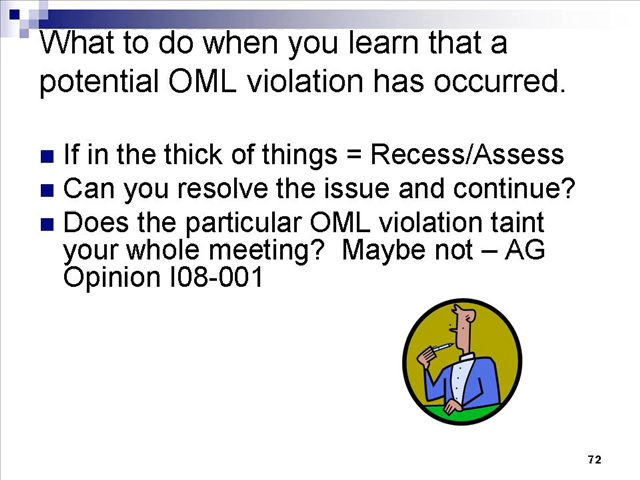 What to do when you learn that a
potential OML violation has occurred.
If in the thick of things = Recess/Assess
Can you resolve the issue and continue?
Does the particular OML violation taint
your whole meeting?  Maybe not – AG
Opinion I08-001
72